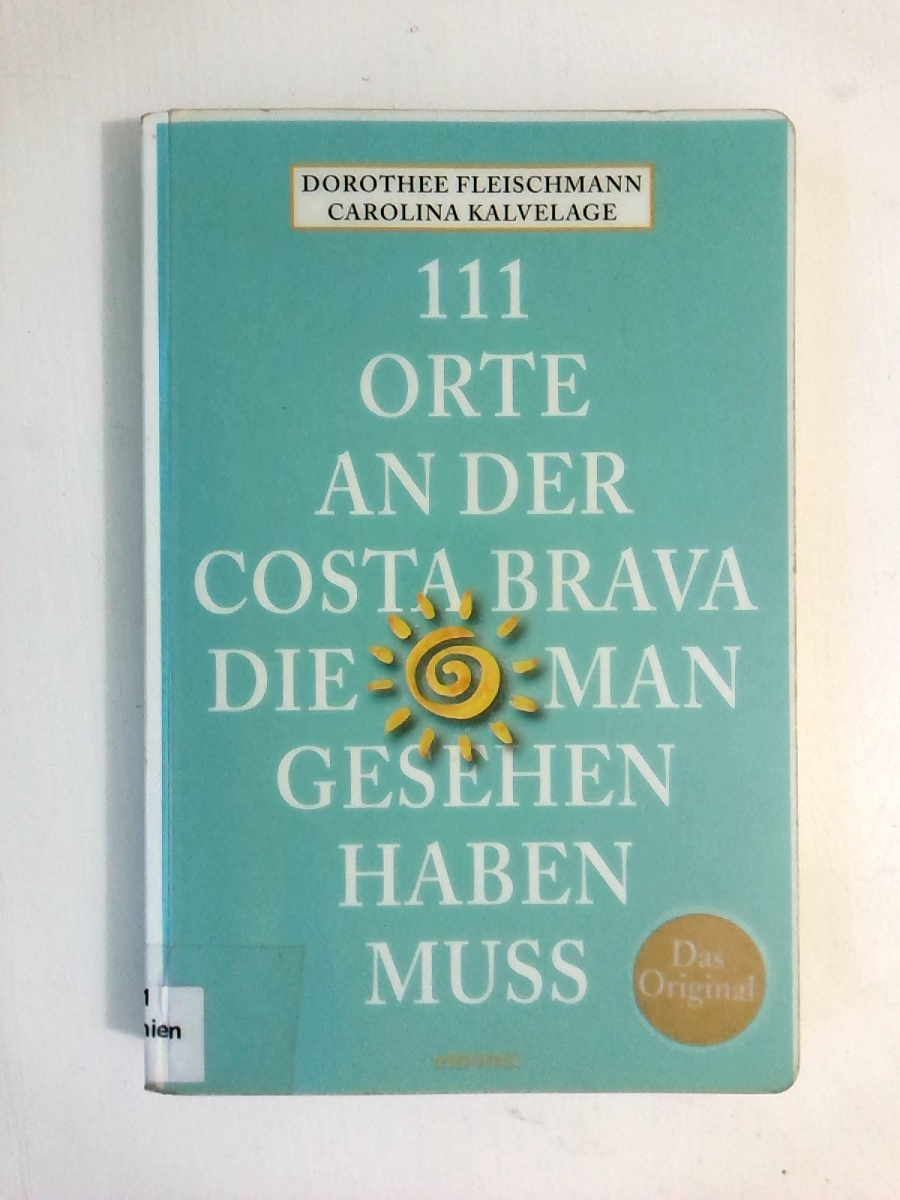 DOROTHEE FLEISCHMANN
CAROLINA KALVELAGE
111
ORTE
AN DER
COSTA BRAVA
DIE MAN
GESEHEN
HABEN
MUSS
Das
Original
emons:
1
nien